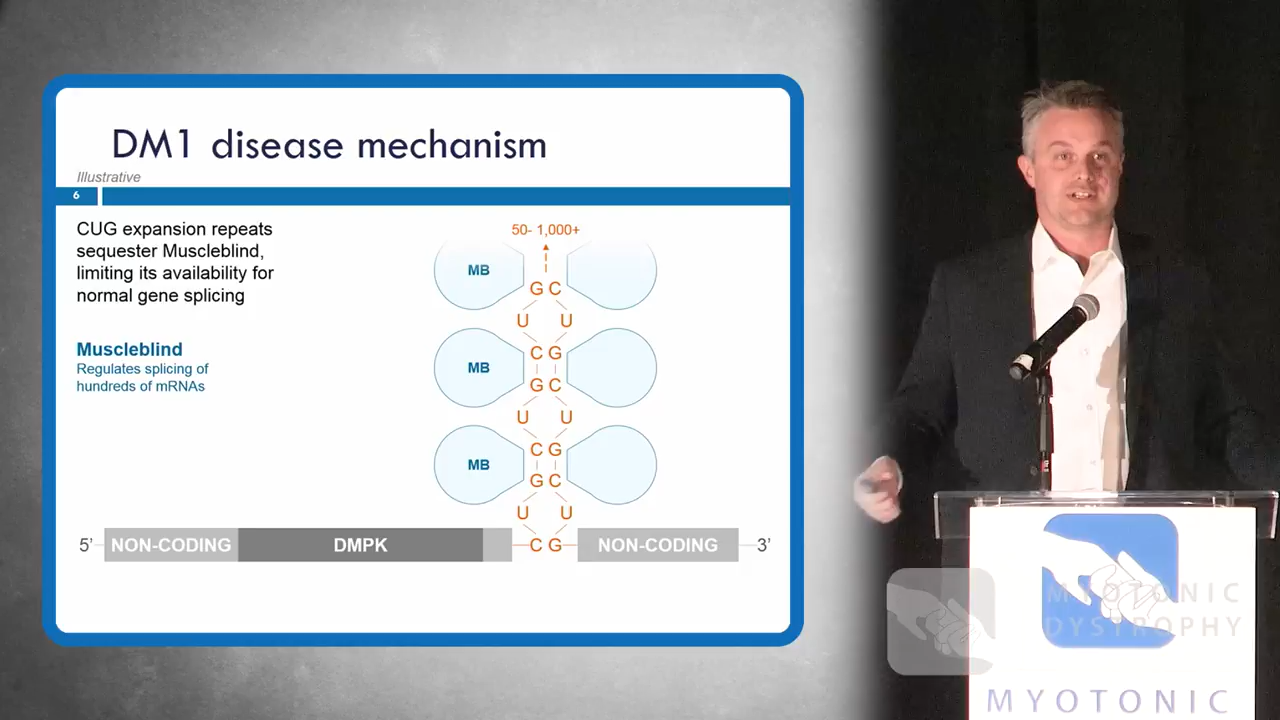 DM1 disease mechanism
Illustrative
6
CUG expansion repeats
sequester Muscleblind,
limiting its availability for
normal gene splicing
Muscleblind
Regulates splicing of
hundreds of mRNAs
50- 1,000+
MB
G C
U U
C G
MB
G C
U U
C G
MB
G C
U U
5’ NON-CODING DMPK C G NON-CODING 3’
MYOTONIC
DYSTROPHY
MYOTONIC